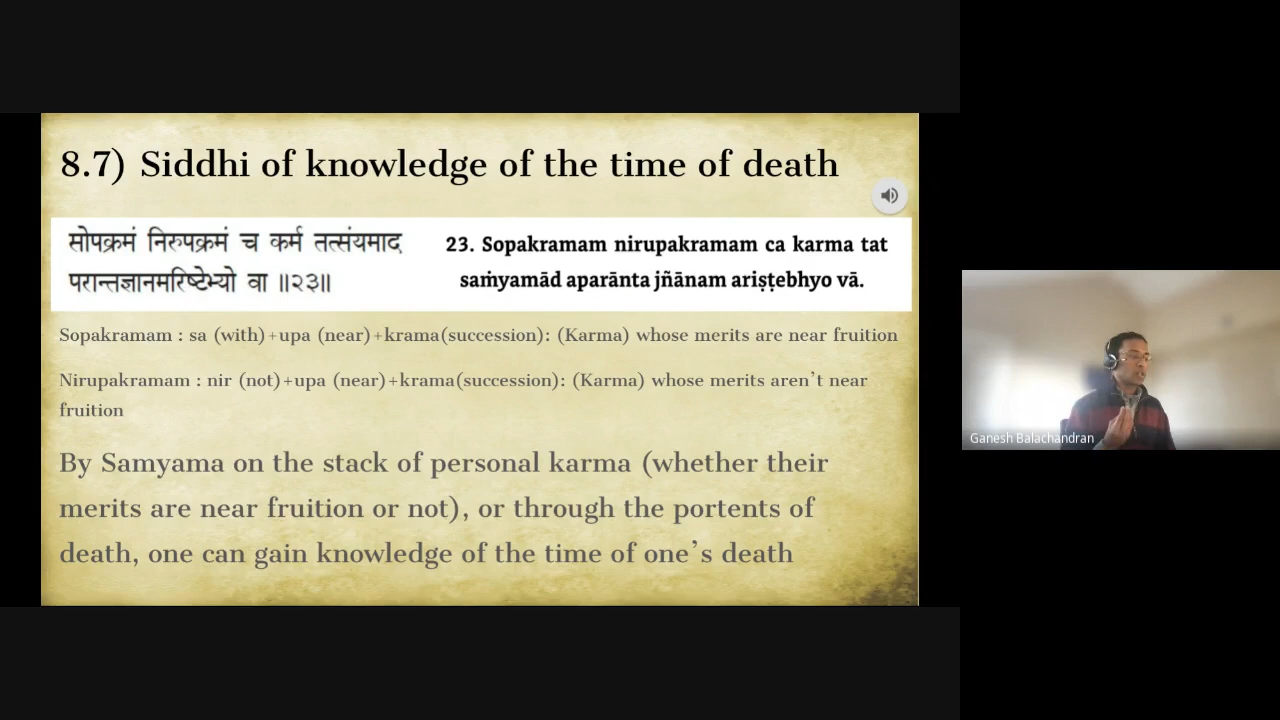 8.7) Siddhi of knowledge of the time of death
सोपक्रमं निरुपक्रमं च कर्म तत्संयमाद
परान्तज्ञानमरिष्टेभ्यो वा ॥२३॥
23. Sopakramam nirupakramam ca karma tat
saṁyamād aparānta jñānam ariṣṭebhyo vā.
Sopakramam : sa (with)+upa (near)+krama(succession): (Karma) whose merits are near fruition
Nirupakramam : nir (not)+upa (near)+krama(succession): (Karma) whose merits aren’t near
fruition
By Samyama on the stack of personal karma (whether their
merits are near fruition or not), or through the portents of
death, one can gain knowledge of the time of one’s death
Ganesh Balachandran